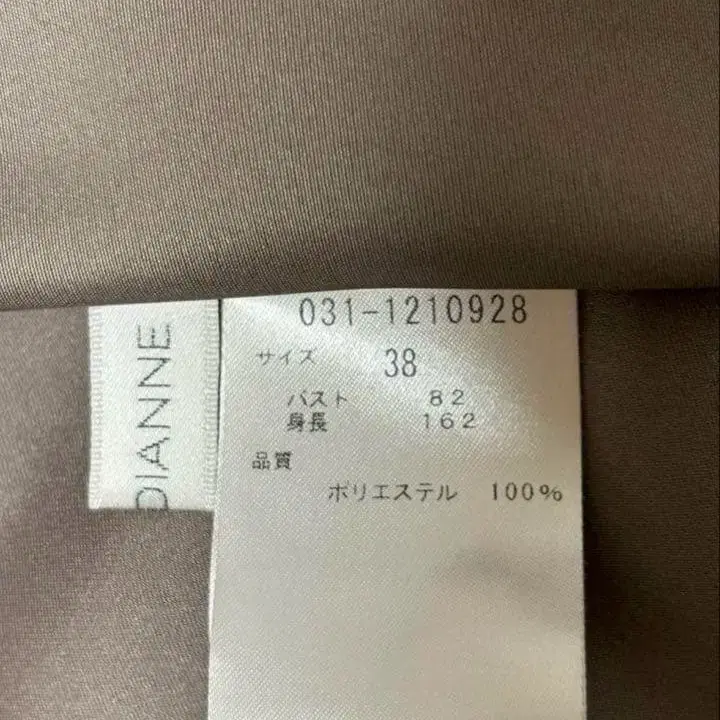 031-1210928
サイズ 38
バスト 82
身長 162
品質
ポリエステル 100%
DIANNE